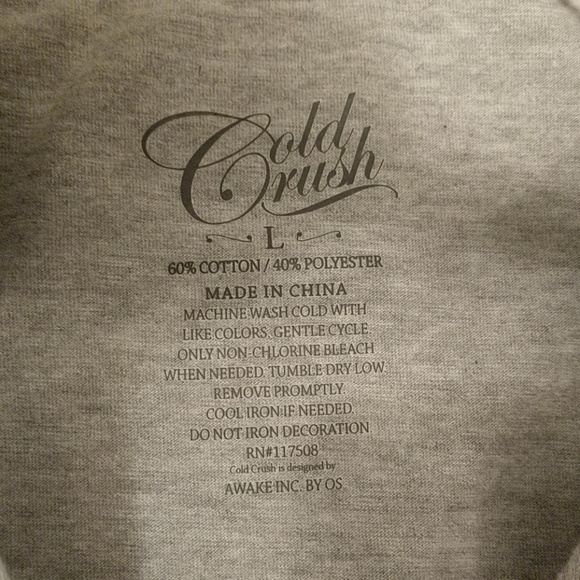 Cold
Crush
L
60% COTTON / 40% POLYESTER
MADE IN CHINA
MACHINE WASH COLD WITH
LIKE COLORS, GENTLE CYCLE.
ONLY NON-CHLORINE BLEACH
WHEN NEEDED. TUMBLE DRY LOW.
REMOVE PROMPTLY.
COOL IRON IF NEEDED.
DO NOT IRON DECORATION
RN#117508
Cold Crush is designed by
AWAKE INC. BY OS